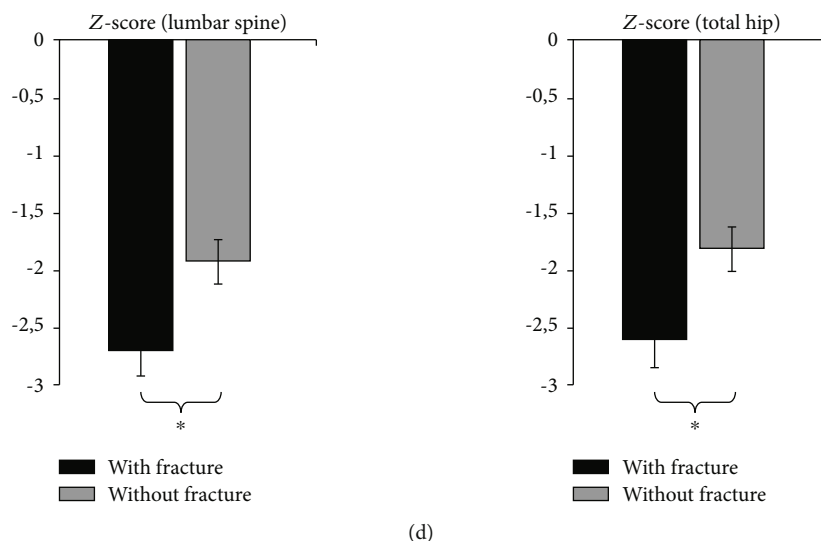 Z-score (lumbar spine)
0
-0,5
-1
-1,5
-2
-2,5
-3
*
With fracture
Without fracture
Z-score (total hip)
0
-0,5
-1
-1,5
-2
-2,5
-3
*
With fracture
Without fracture
(d)